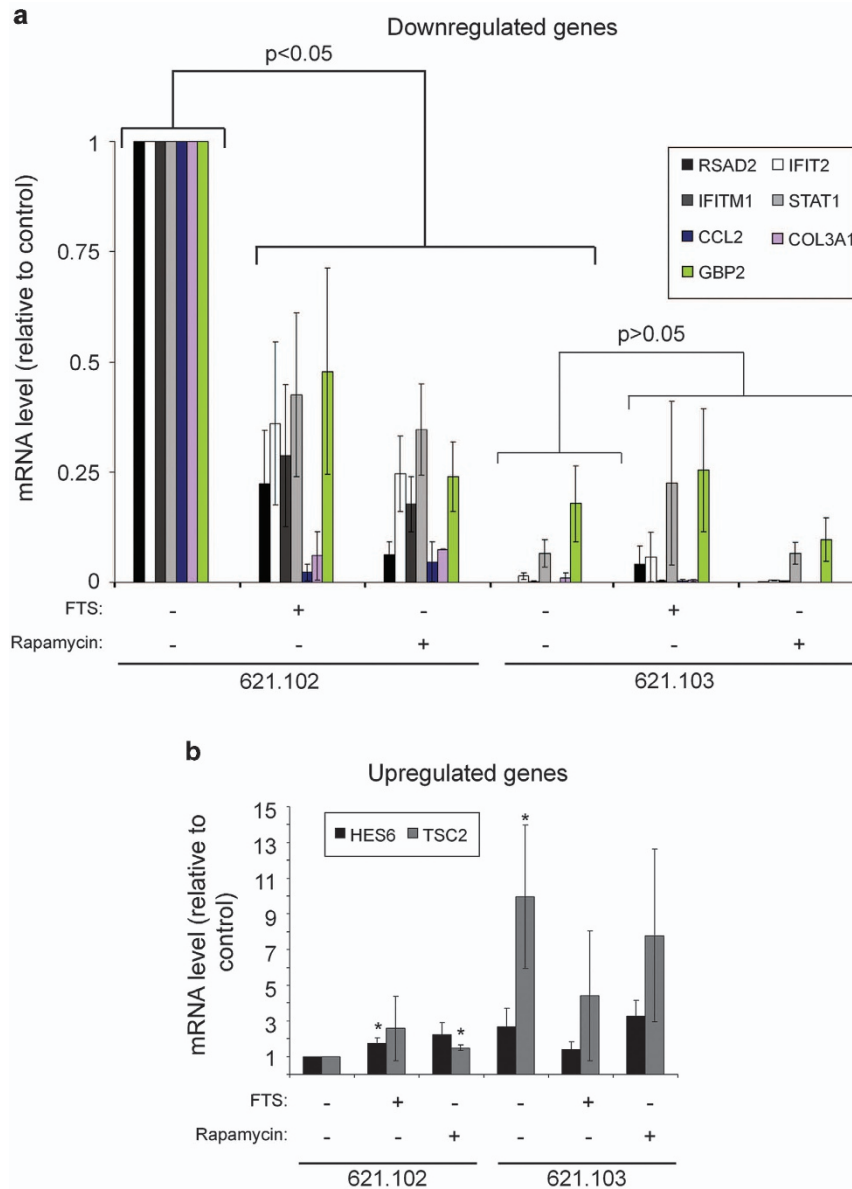 a
Downregulated genes
p<0.05
mRNA level (relative to control)
1
0.75
0.5
0.25
0
RSAD2 IFIT2
IFITM1 STAT1
CCL2 COL3A1
GBP2
p>0.05
FTS: - + - - + -
Rapamycin: - - + - - +
621.102 621.103
b
Upregulated genes
mRNA level (relative to
control)
15
13
11
9
7
5
3
1
HES6 TSC2
* * *
FTS: - + - - + -
Rapamycin: - - + - - +
621.102 621.103